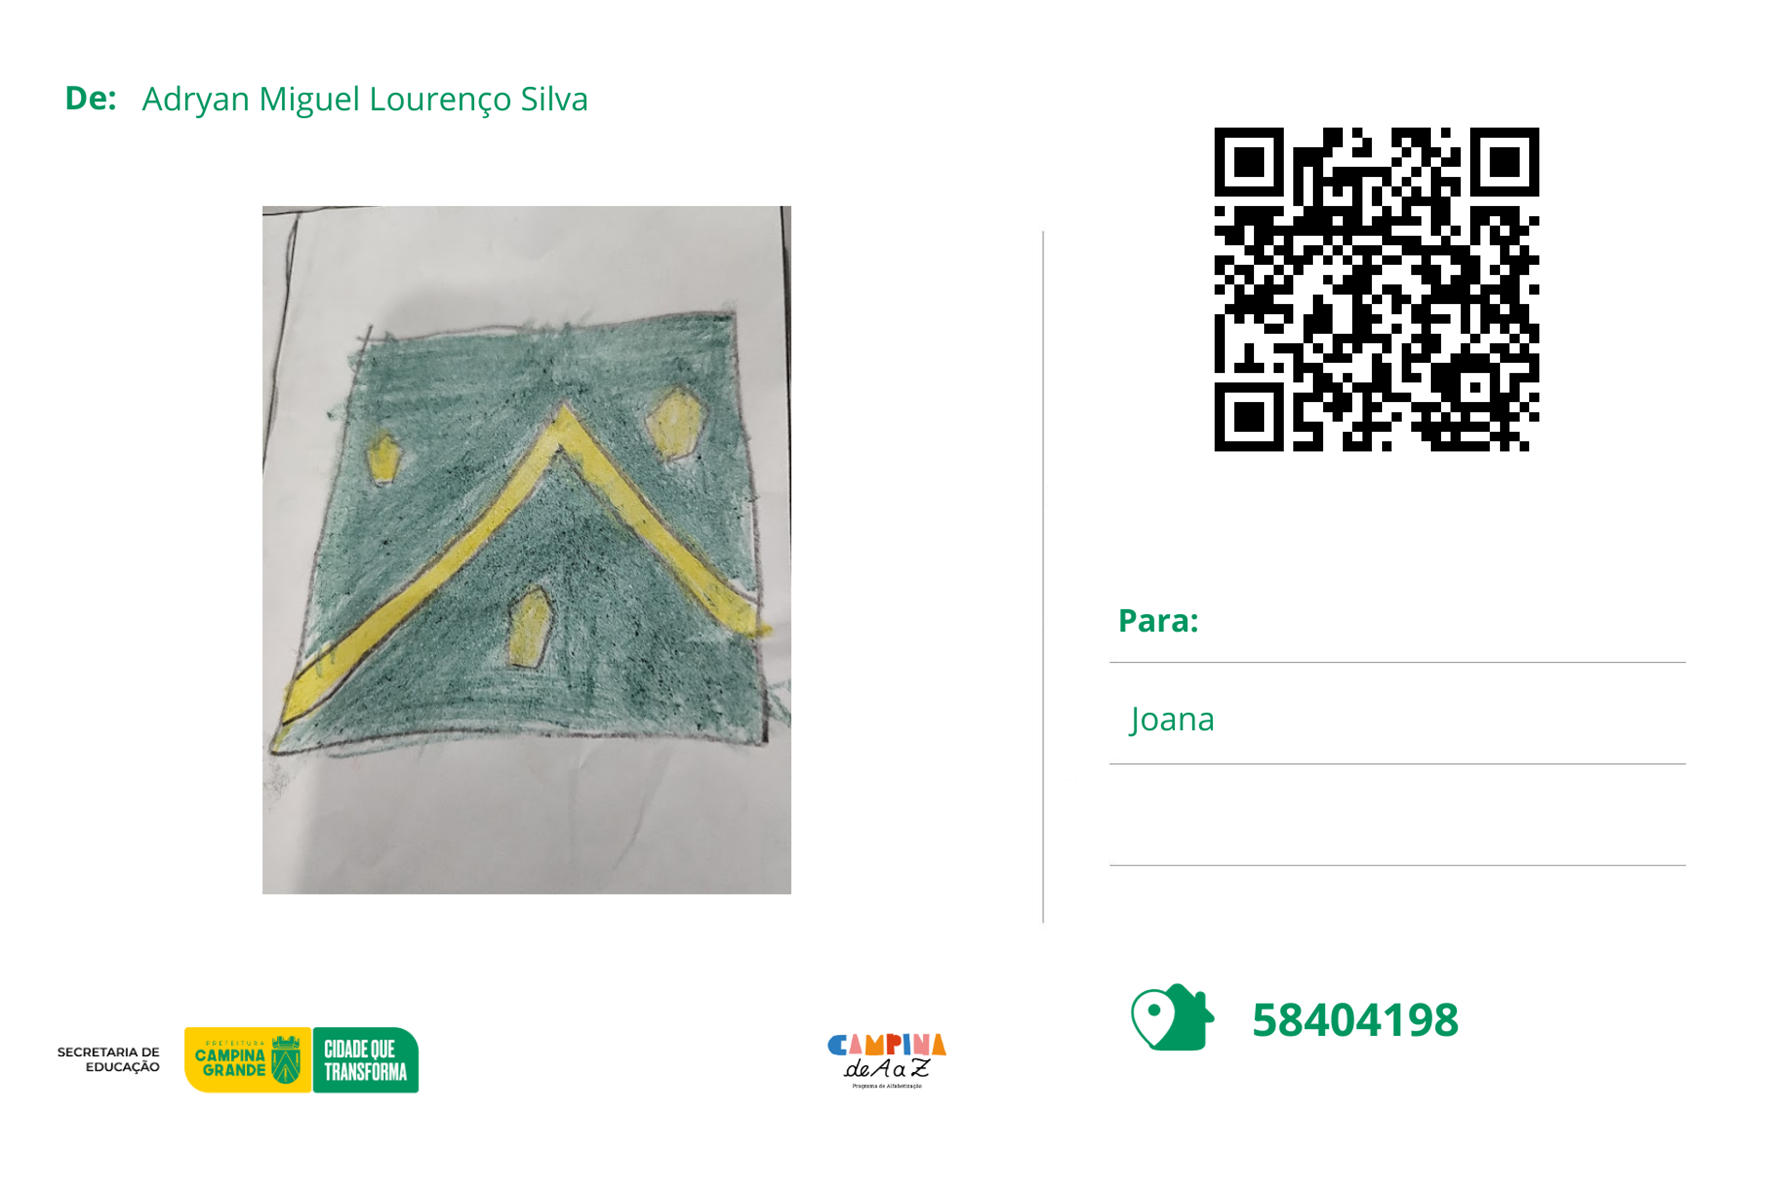 De: Adryan Miguel Lourenço Silva
Para:
Joana
58404198
SECRETARIA DE
EDUCAÇÃO
PREFEITURA
CAMPINA
GRANDE
CIDADE QUE
TRANSFORMA
CAMPINA
de A a Z
Programa de Alfabetização